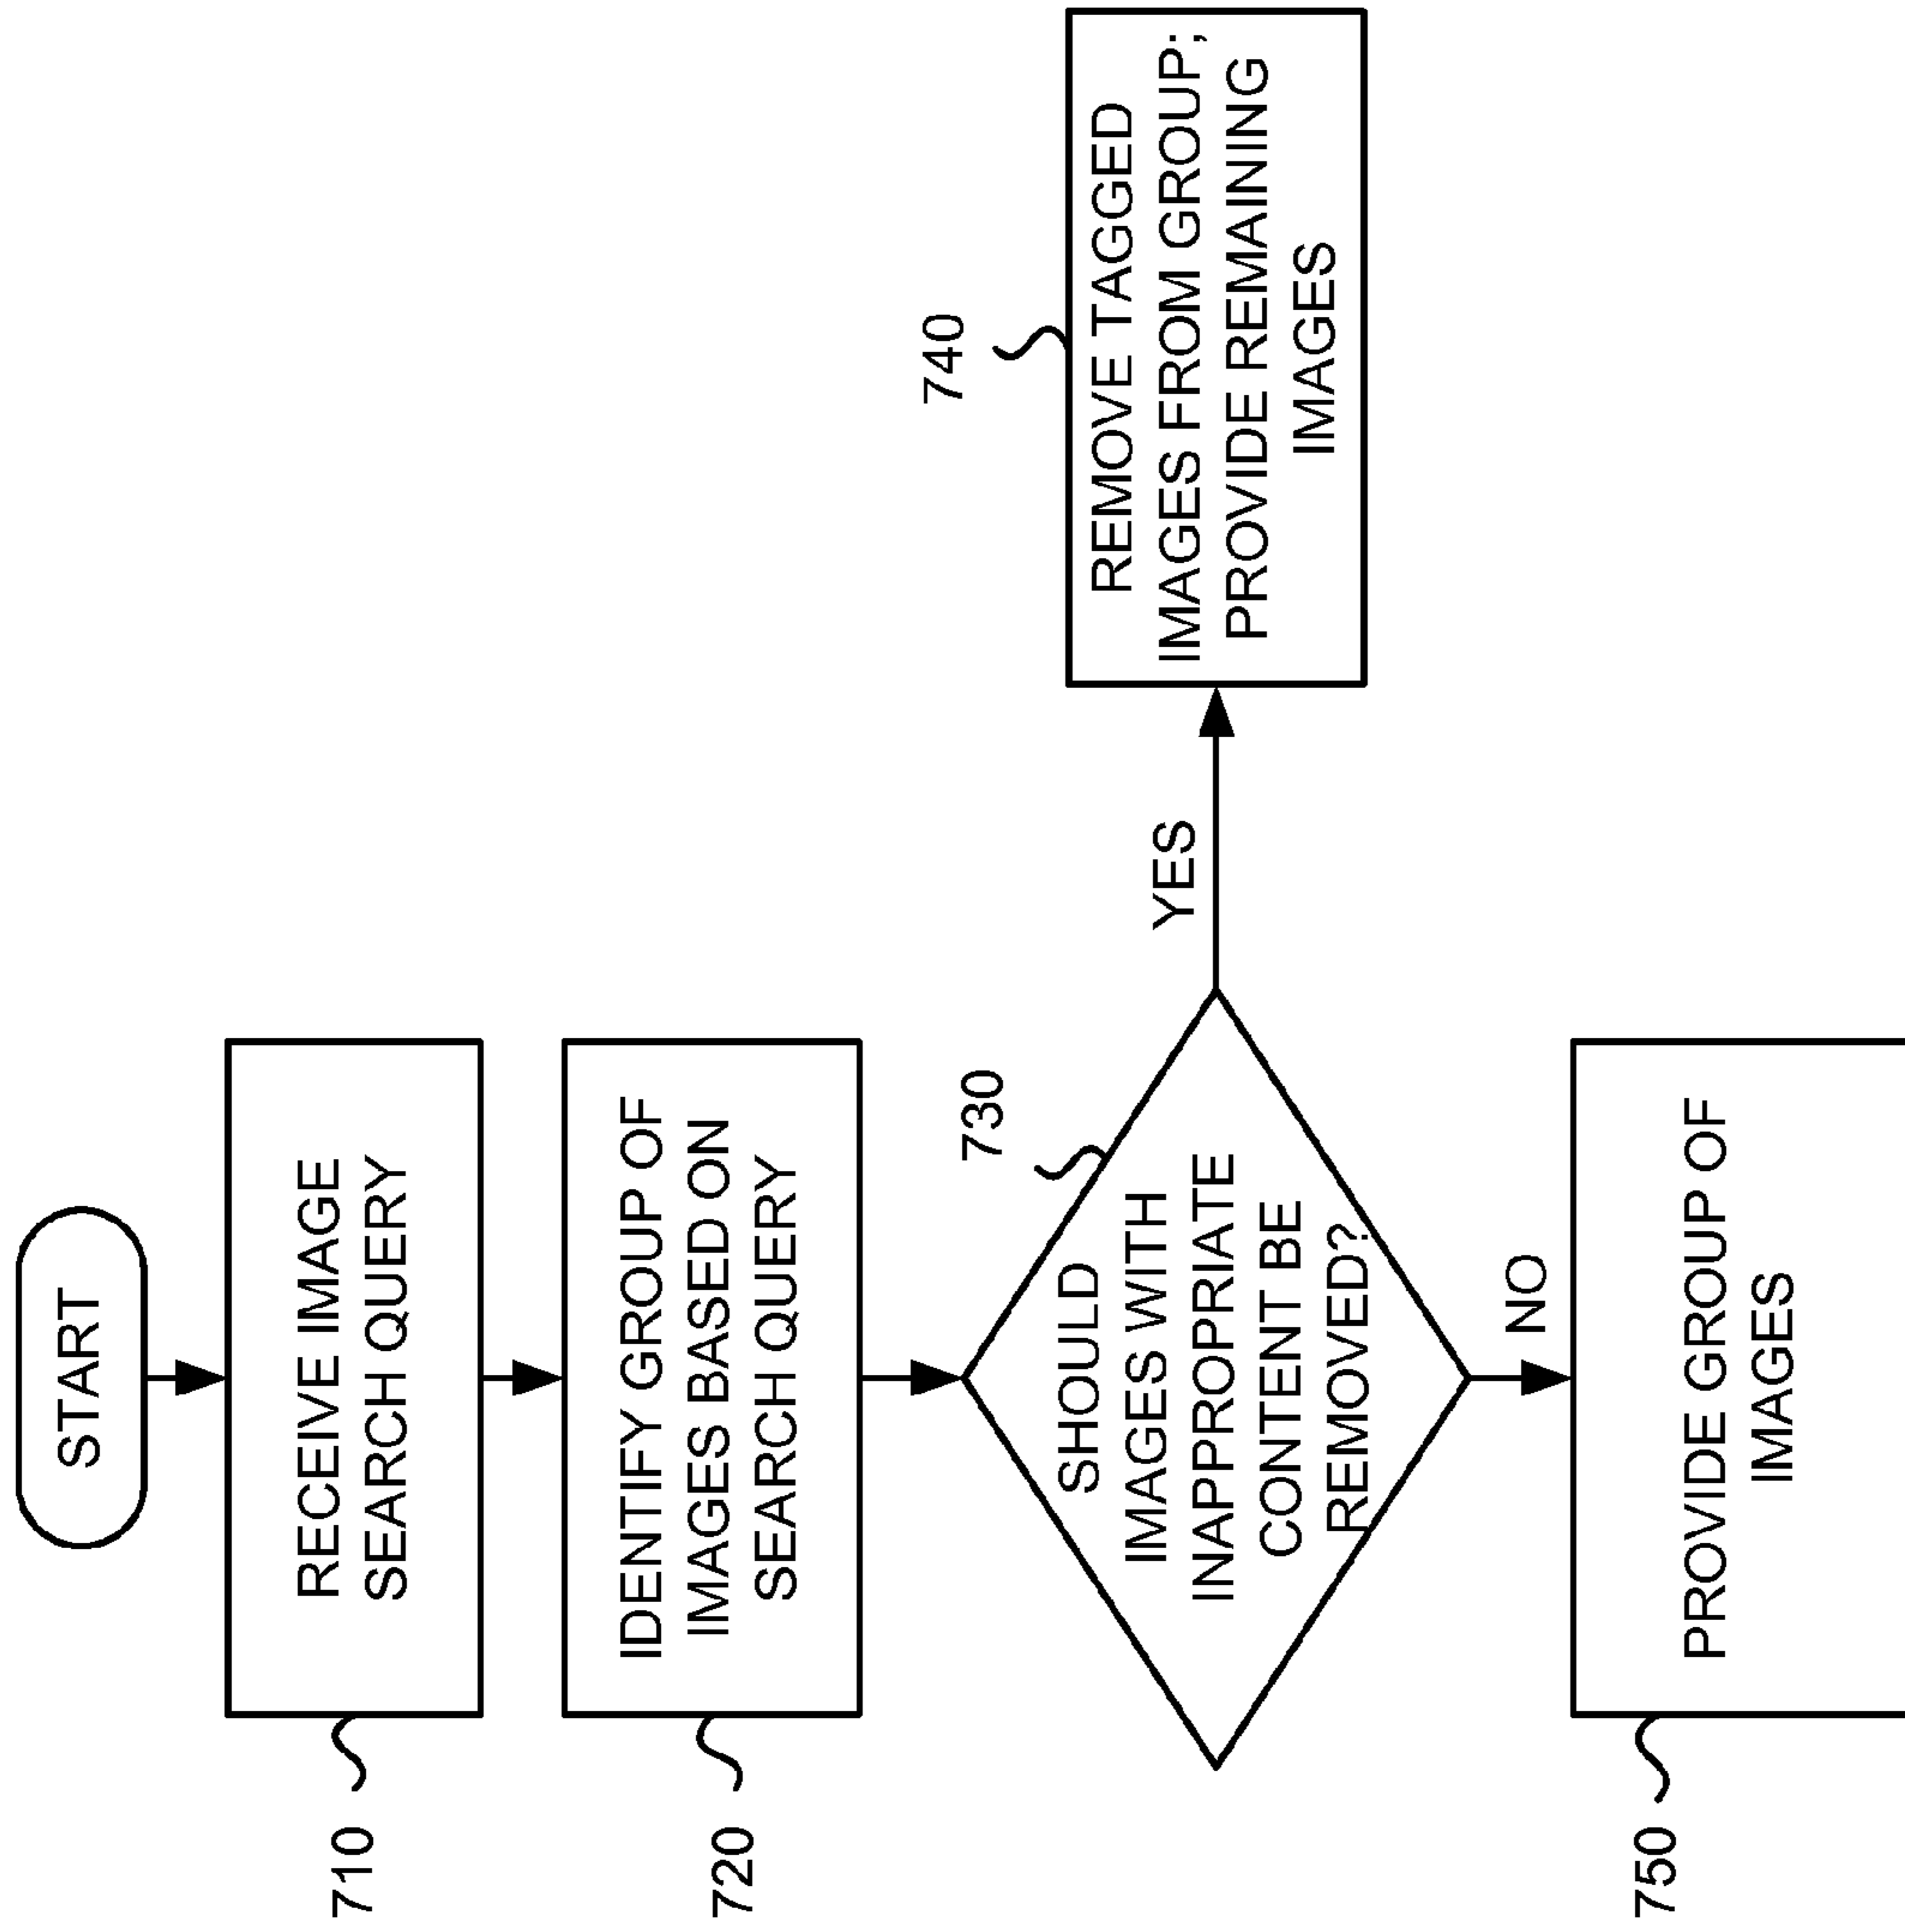 START
710
RECEIVE IMAGE
SEARCH QUERY
720
IDENTIFY GROUP OF
IMAGES BASED ON
SEARCH QUERY
730
SHOULD
IMAGES WITH
INAPPROPRIATE
CONTENT BE
REMOVED?
YES
740
REMOVE TAGGED
IMAGES FROM GROUP;
PROVIDE REMAINING
IMAGES
NO
750
PROVIDE GROUP OF
IMAGES